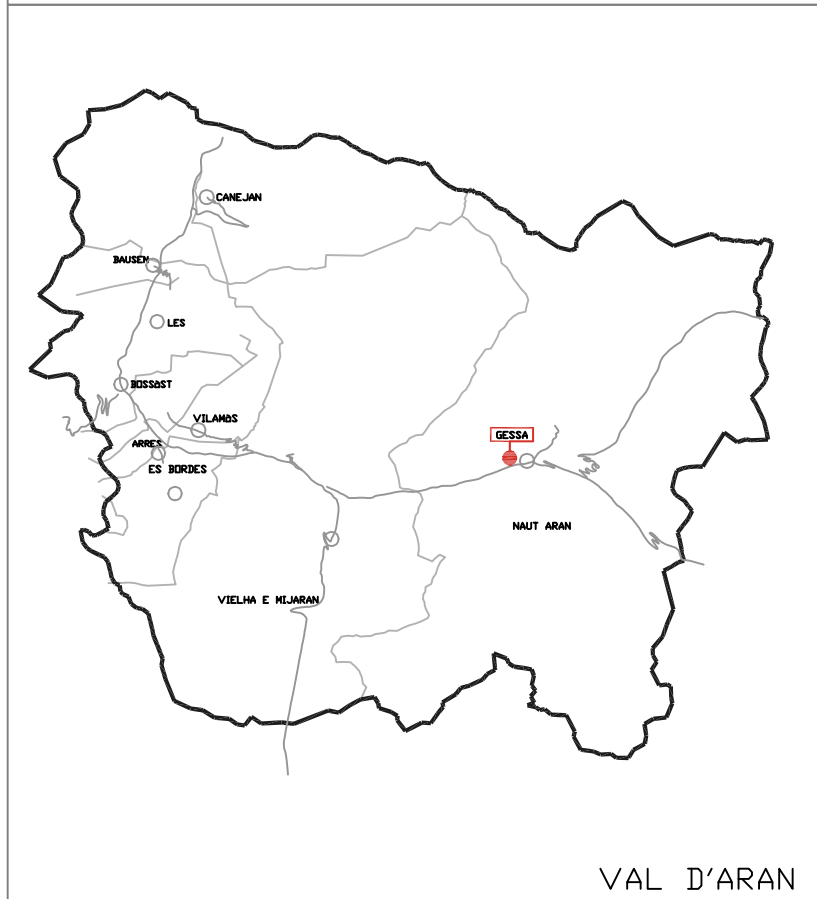 CANEJAN
BAUSEN
LES
BOSSOST
VILAMOS
GESSA
ARRES
ES BORDES
NAUT ARAN
VIELHA E MIJARAN
VAL D'ARAN